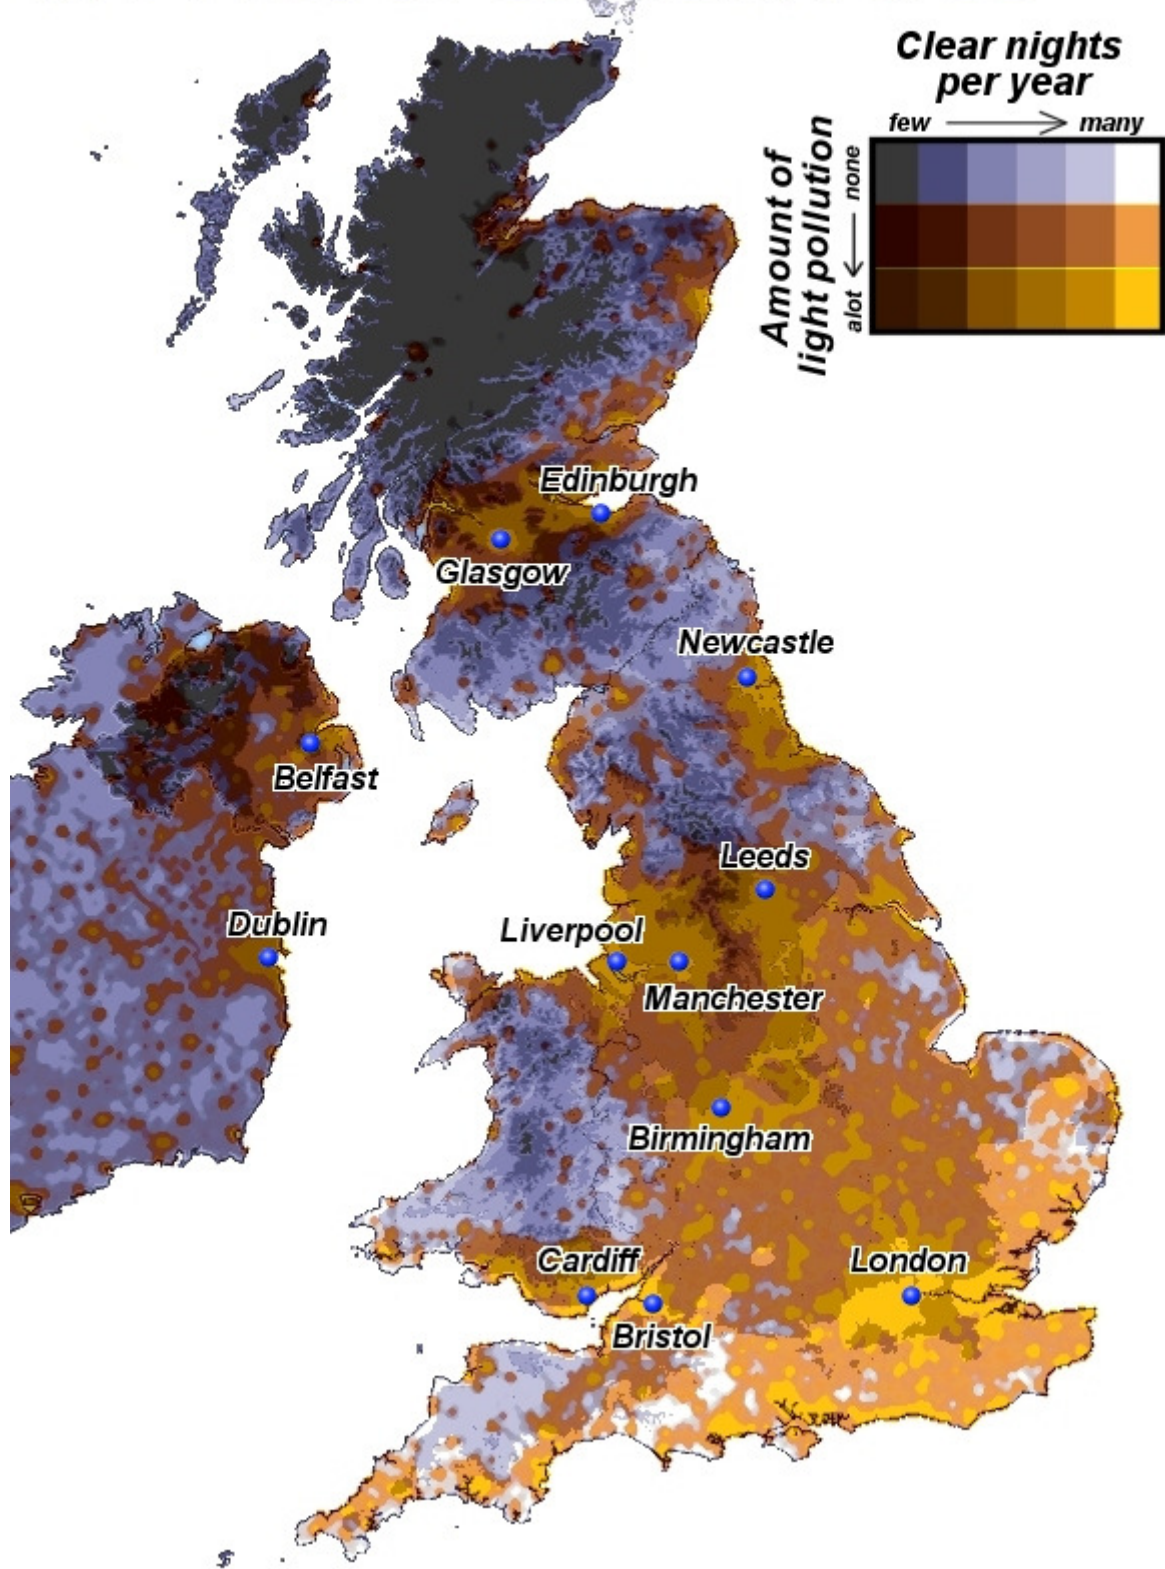 Clear nights
per year
few
many
Amount of
light pollution
none
alot
Edinburgh
Glasgow
Newcastle
Belfast
Leeds
Dublin
Liverpool
Manchester
Birmingham
Cardiff
London
Bristol